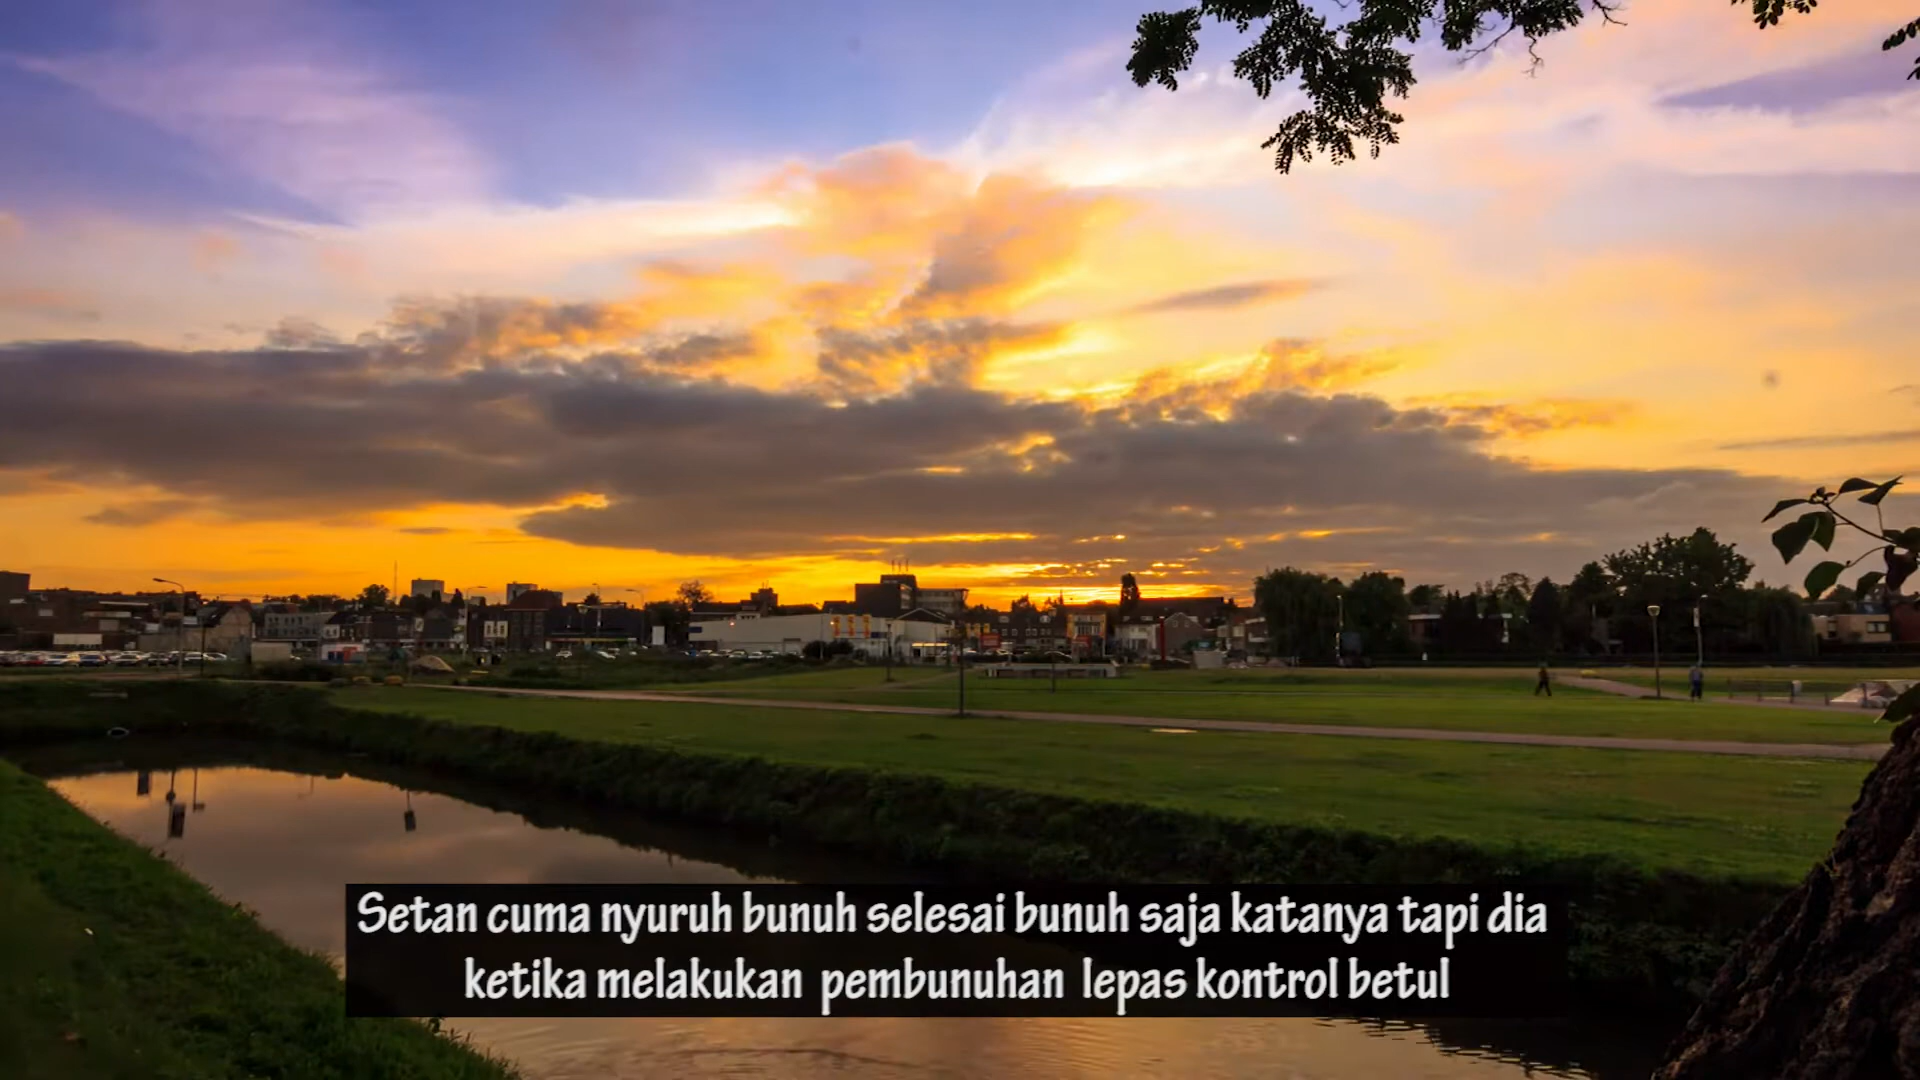 Setan cuma nyuruh bunuh selesai bunuh saja katanya tapi dia
ketika melakukan pembunuhan lepas kontrol betul